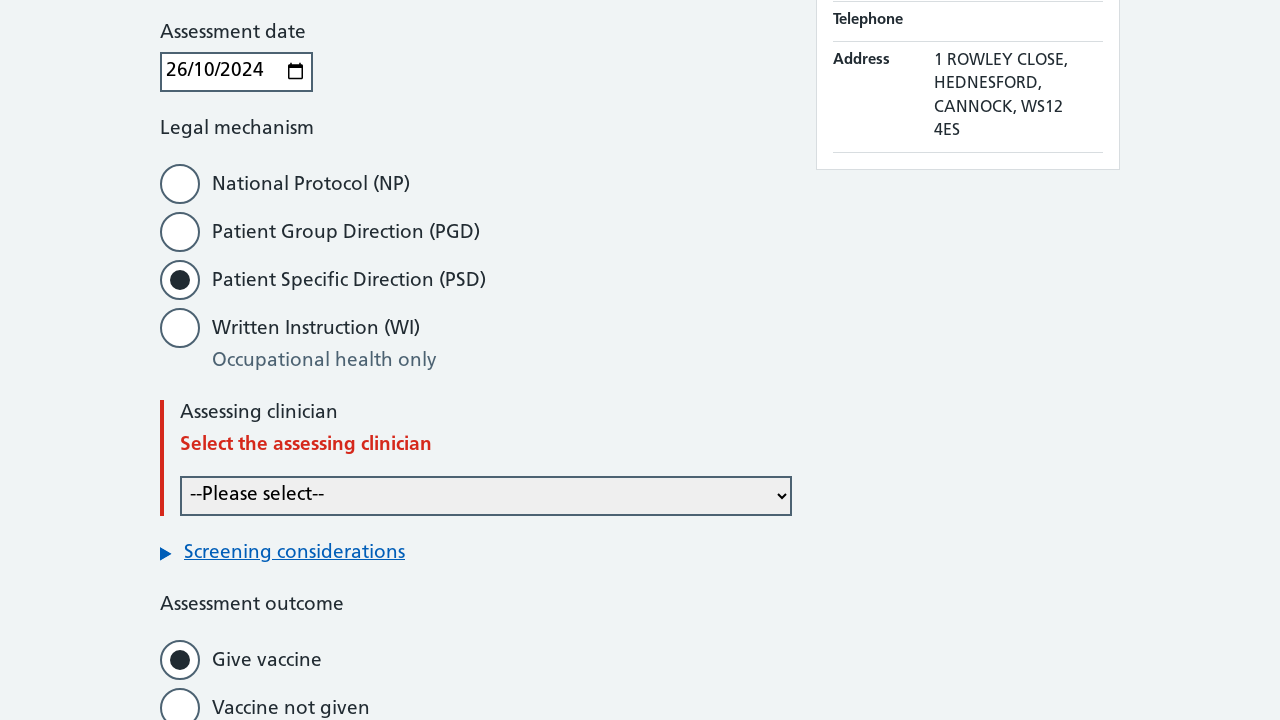 Assessment date
26/10/2024
Legal mechanism
National Protocol (NP)
Patient Group Direction (PGD)
Patient Specific Direction (PSD)
Written Instruction (WI)
Occupational health only
Assessing clinician
Select the assessing clinician
--Please select--
Screening considerations
Assessment outcome
Give vaccine
Vaccine not given
Telephone
Address
1 ROWLEY CLOSE,
HEDNESFORD,
CANNOCK, WS12
4ES